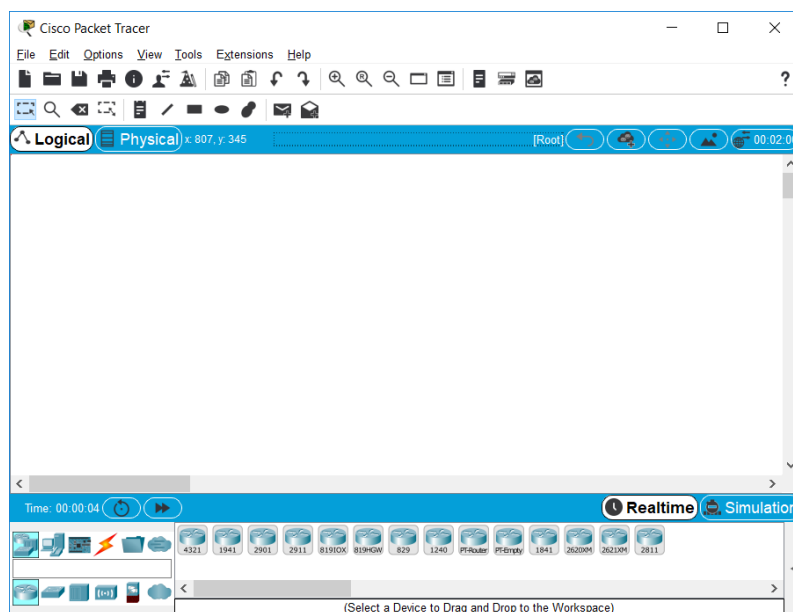 Cisco Packet Tracer
File Edit Options View Tools Extensions Help
?
Logical Physical x: 807, y: 345 [Root] 00:02:0
Time: 00:00:04 Realtime Simulation
4321 1941 2901 2911 819IOX 819HGW 829 1240 PT-Router PT-Empty 1841 2620XM 2621XM 2811
(Select a Device to Drag and Drop to the Workspace)